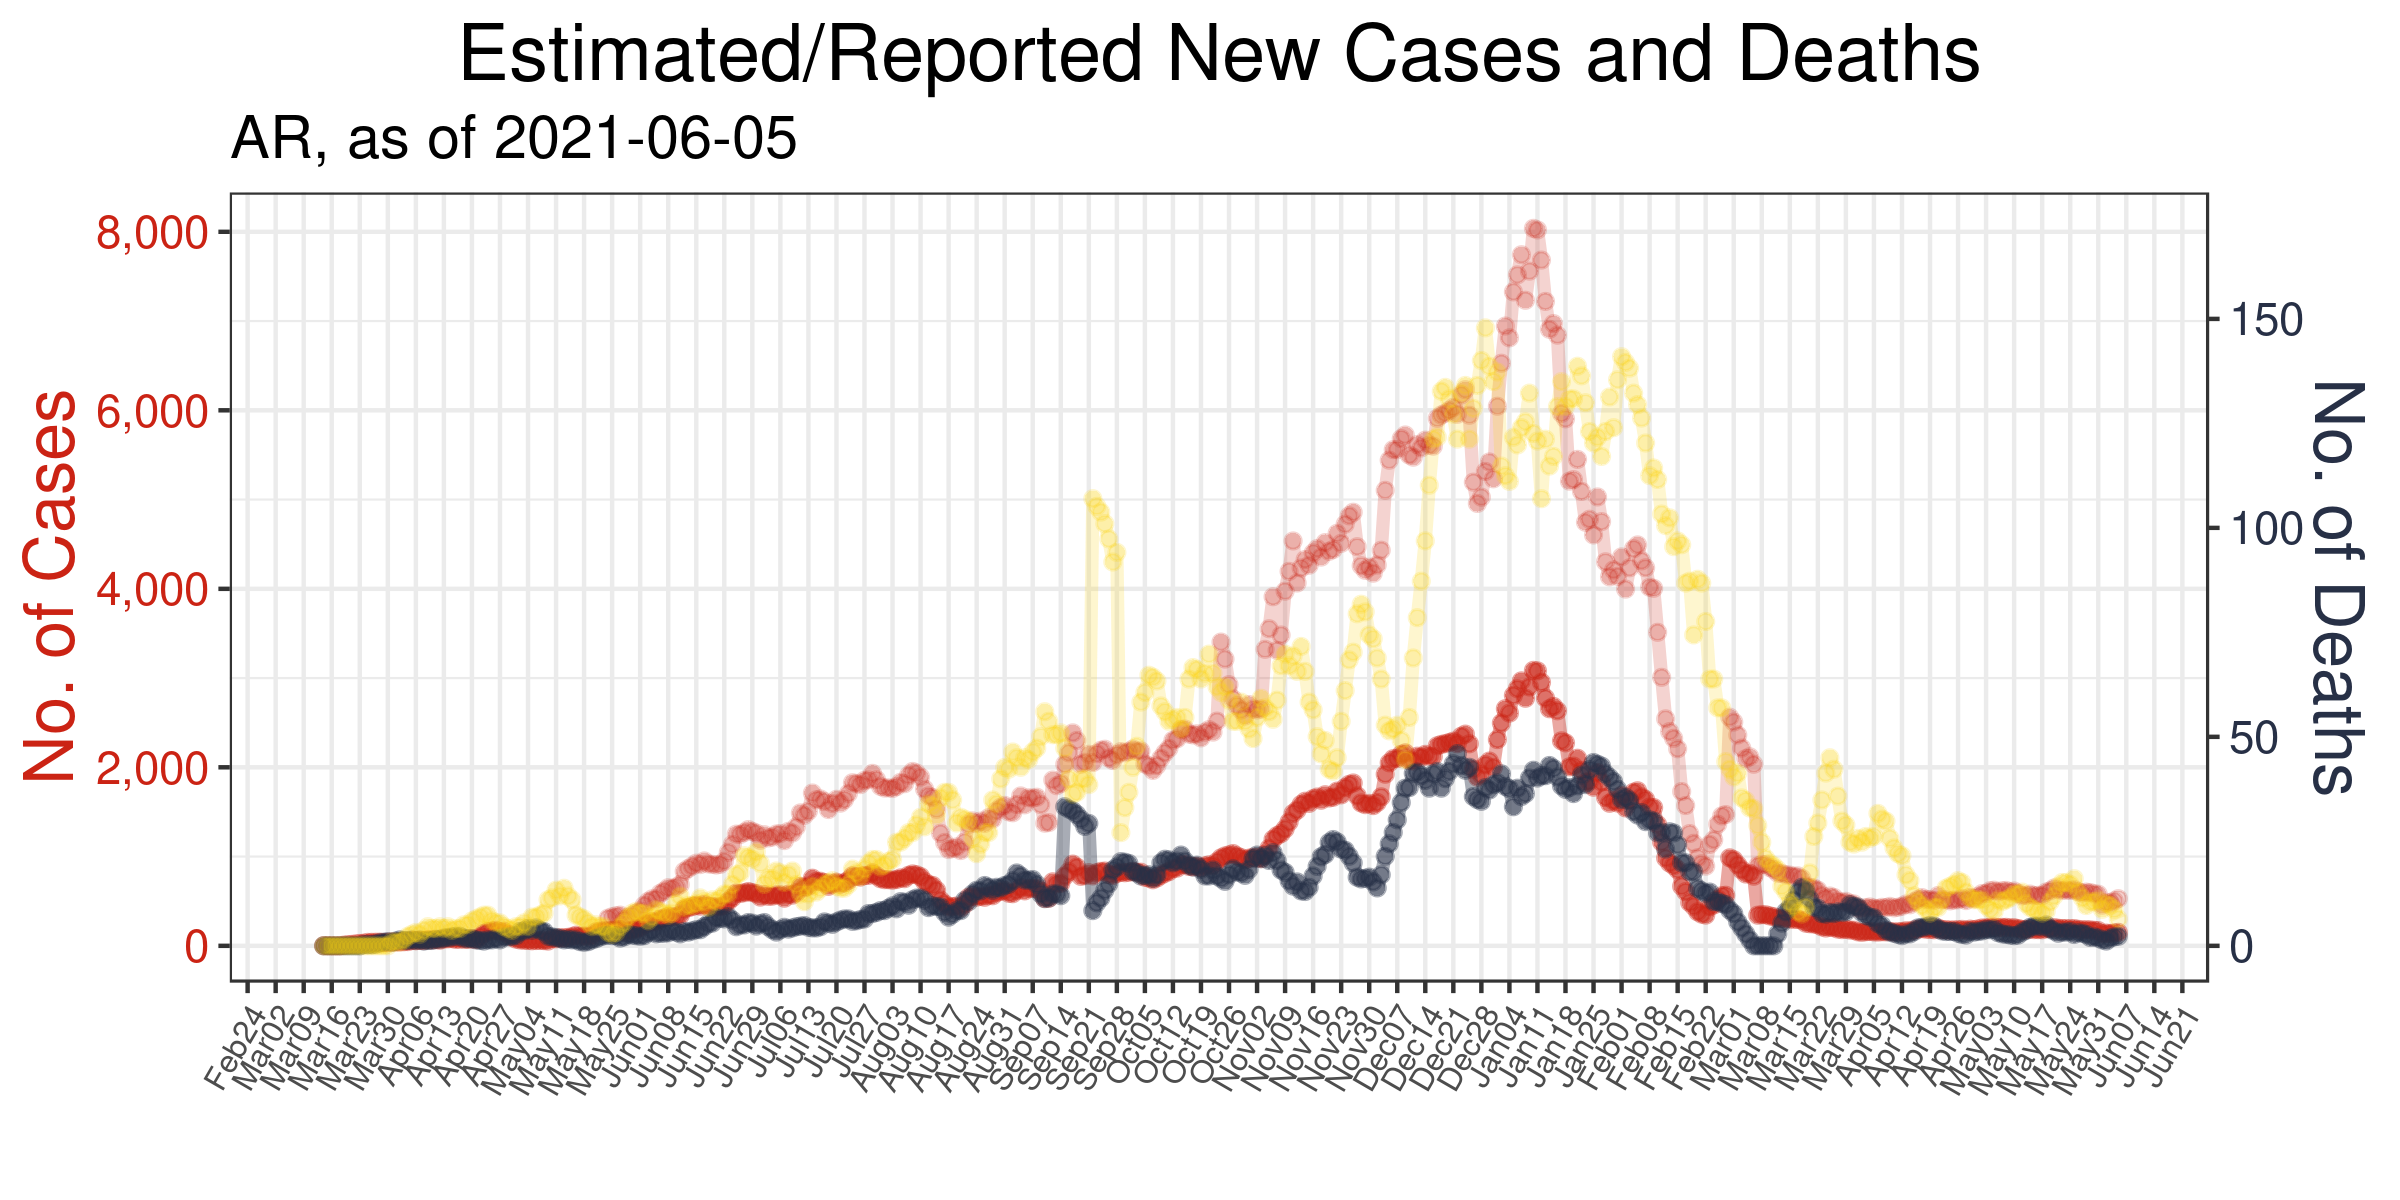 Estimated/Reported New Cases and Deaths
AR, as of 2021-06-05
No. of Cases
8,000
6,000
4,000
2,000
0
150
100
50
0
No. of Deaths
Feb24
Mar02
Mar09
Mar16
Mar23
Mar30
Apr06
Apr13
Apr20
Apr27
May04
May11
May18
May25
Jun01
Jun08
Jun15
Jun22
Jun29
Jul06
Jul13
Jul20
Jul27
Aug03
Aug10
Aug17
Aug24
Aug31
Sep07
Sep14
Sep21
Sep28
Oct05
Oct12
Oct19
Oct26
Nov02
Nov09
Nov16
Nov23
Nov30
Dec07
Dec14
Dec21
Dec28
Jan04
Jan11
Jan18
Jan25
Feb01
Feb08
Feb15
Feb22
Mar01
Mar08
Mar15
Mar22
Mar29
Apr05
Apr12
Apr19
Apr26
May03
May10
May17
May24
May31
Jun07
Jun14
Jun21